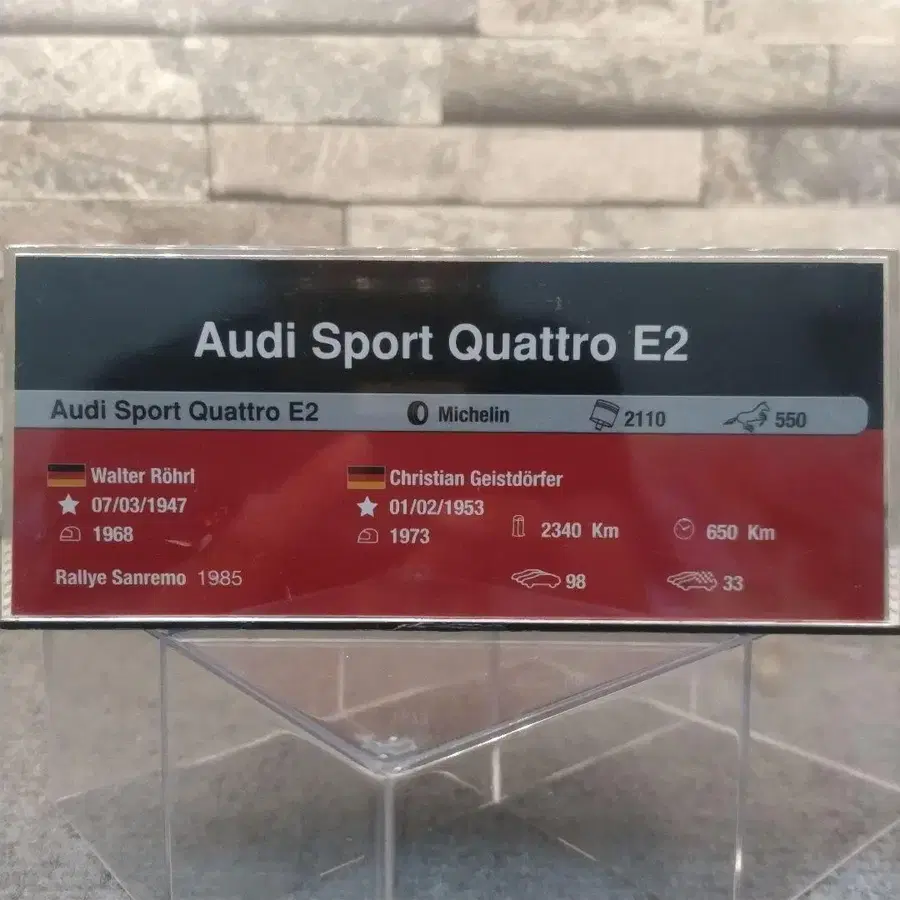 Audi Sport Quattro E2
Audi Sport Quattro E2 Michelin 2110 550
Walter Röhrl Christian Geistdörfer
07/03/1947 01/02/1953
1968 1973 2340 Km 650 Km
Rallye Sanremo 1985 98 33